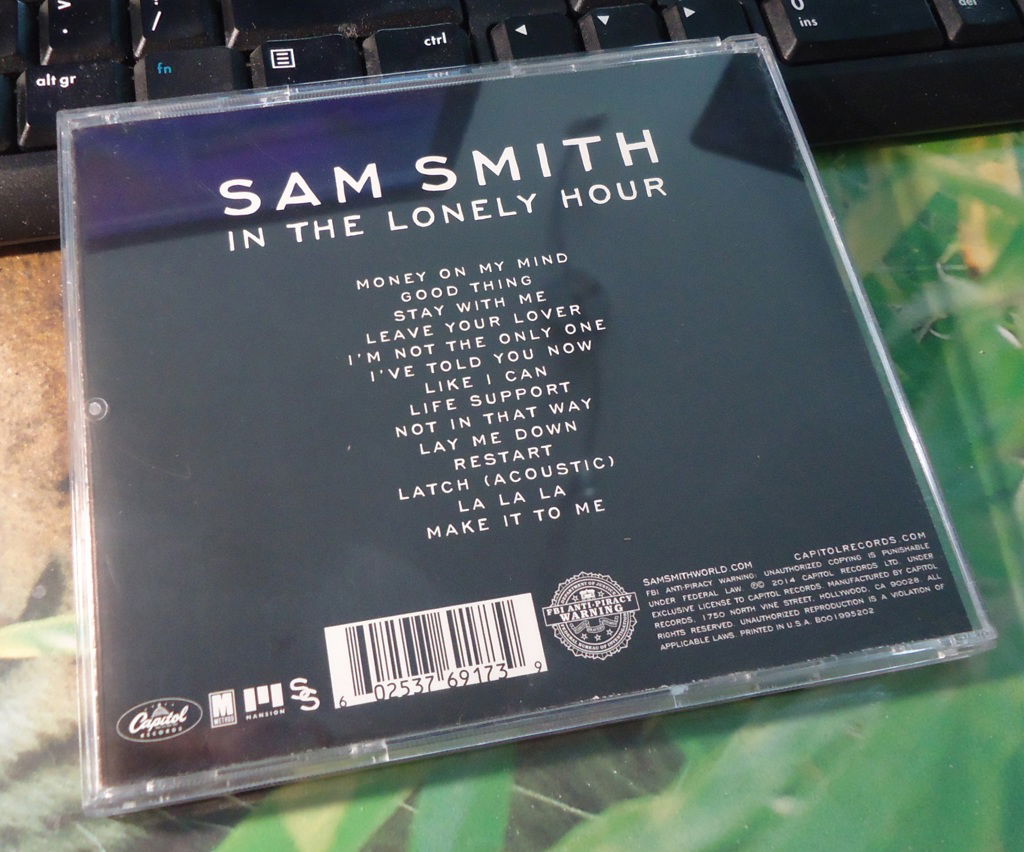 alt gr
fn
ctrl
0
ins
del
SAM SMITH
IN THE LONELY HOUR
MONEY ON MY MIND
GOOD THING
STAY WITH ME
LEAVE YOUR LOVER
I'M NOT THE ONLY ONE
I'VE TOLD YOU NOW
LIKE I CAN
LIFE SUPPORT
NOT IN THAT WAY
LAY ME DOWN
RESTART
LATCH (ACOUSTIC)
LA LA LA
MAKE IT TO ME
SAMSMITHWORLD.COM CAPITOLRECORDS.COM
FBI ANTI-PIRACY WARNING: UNAUTHORIZED COPYING IS PUNISHABLE
UNDER FEDERAL LAW ℗© 2014 CAPITOL RECORDS LTD. UNDER
EXCLUSIVE LICENSE TO CAPITOL RECORDS. MANUFACTURED BY CAPITOL
RECORDS. 1750 NORTH VINE STREET. HOLLYWOOD, CA 90028. ALL
RIGHTS RESERVED. UNAUTHORIZED REPRODUCTION IS A VIOLATION OF
APPLICABLE LAWS. PRINTED IN U.S.A. B001995202
FBI ANTI-PIRACY
WARNING
6 02537 69173 9
Capitol
RECORDS
M
METHOD
MANSION
SS